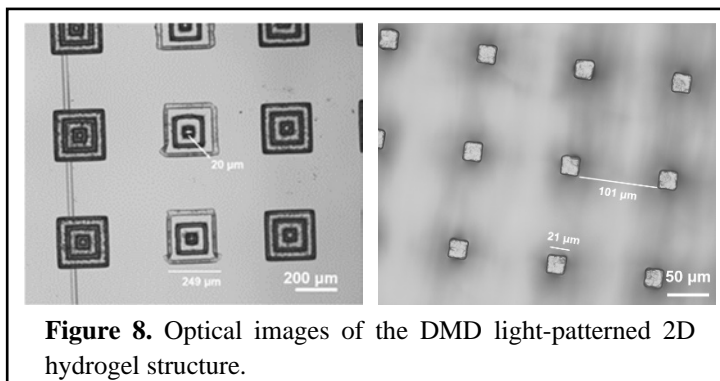 20 µm
249 µm
200 µm
101 µm
21 µm
50 µm
Figure 8. Optical images of the DMD light-patterned 2D
hydrogel structure.